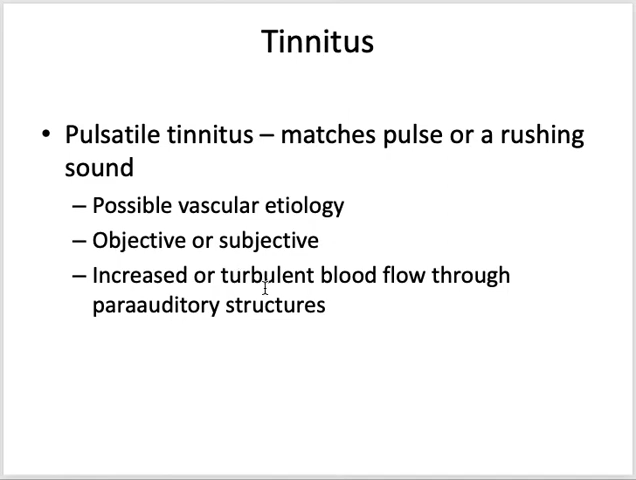 Tinnitus
• Pulsatile tinnitus – matches pulse or a rushing
sound
– Possible vascular etiology
– Objective or subjective
– Increased or turbulent blood flow through
paraauditory structures